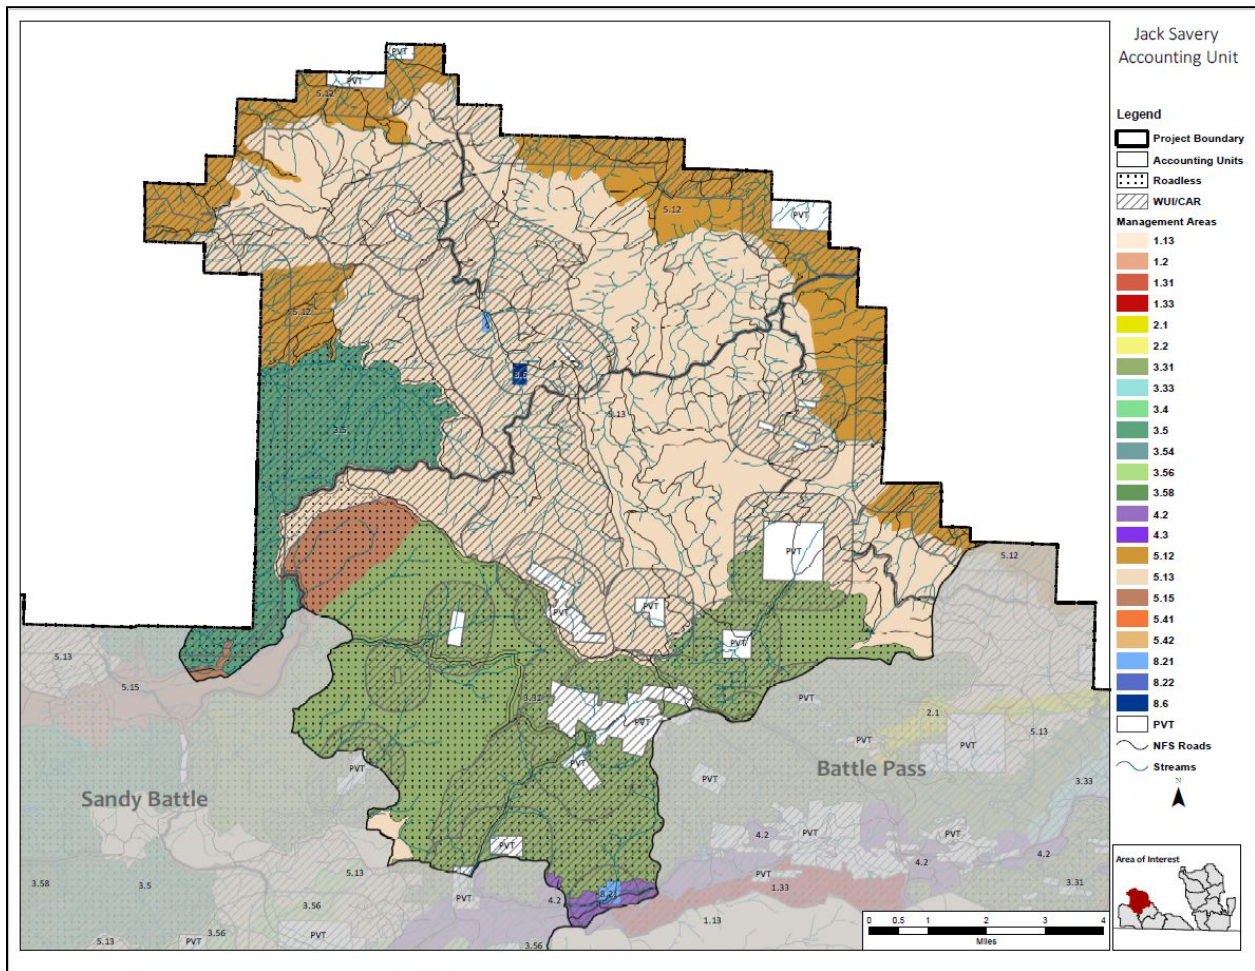 Jack Savery
Accounting Unit
Legend
Project Boundary
Accounting Units
Roadless
WUI/CAR
Management Areas
1.13
1.2
1.31
1.33
2.1
2.2
3.31
3.33
3.4
3.5
3.54
3.56
3.58
4.2
4.3
5.12
5.13
5.15
5.41
5.42
8.21
8.22
8.6
PVT
NFS Roads
Streams
N
Area of Interest
PVT
PVT
5.12
5.12
PVT
5.12
8.6
5.13
3.5
PVT
5.12
PVT
PVT
PVT
5.13
5.15
3.31
PVT
PVT
2.1
5.13
PVT
PVT
PVT
PVT
Battle Pass
PVT
3.33
Sandy Battle
4.2
PVT
PVT
4.2
4.2
PVT
5.13
PVT
PVT
3.58
3.5
8.21
1.33
3.31
4.2
3.56
1.13
5.13
3.56
PVT
PVT
3.56
0 0.5 1 2 3 4
Miles